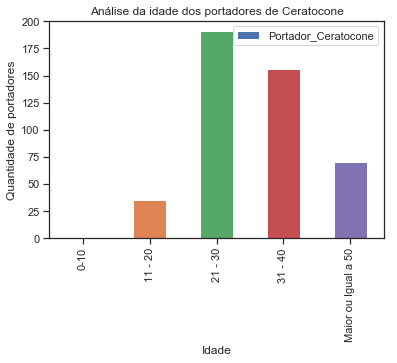 Análise da idade dos portadores de Ceratocone
Portador_Ceratocone
Quantidade de portadores
200
175
150
125
100
75
50
25
0
0-10
11 - 20
21 - 30
31 - 40
Maior ou Igual a 50
Idade